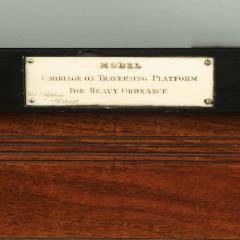 MODEL
CARRIAGE ON TRAVERSING PLATFORM
FOR HEAVY ORDNANCE